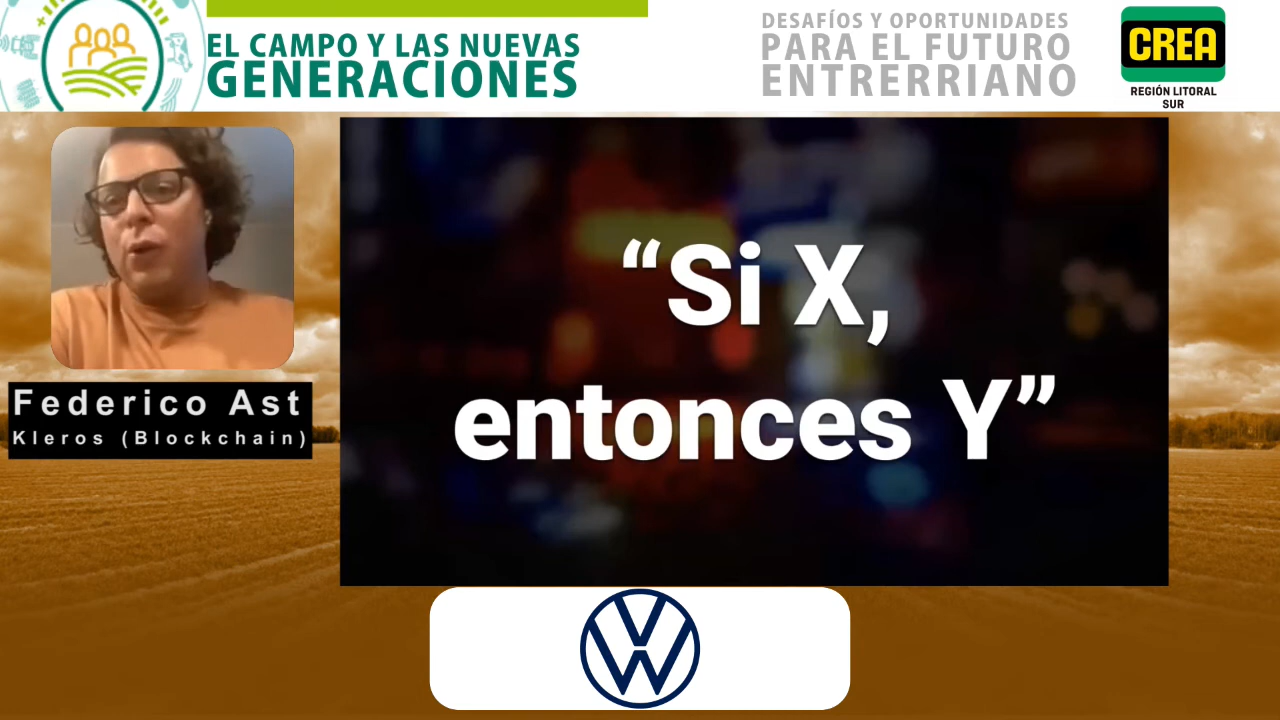 EL CAMPO Y LAS NUEVAS
GENERACIONES
DESAFÍOS Y OPORTUNIDADES
PARA EL FUTURO
ENTRERRIANO
CREA
REGIÓN LITORAL
SUR
“Si X,
entonces Y”
Federico Ast
Kleros (Blockchain)